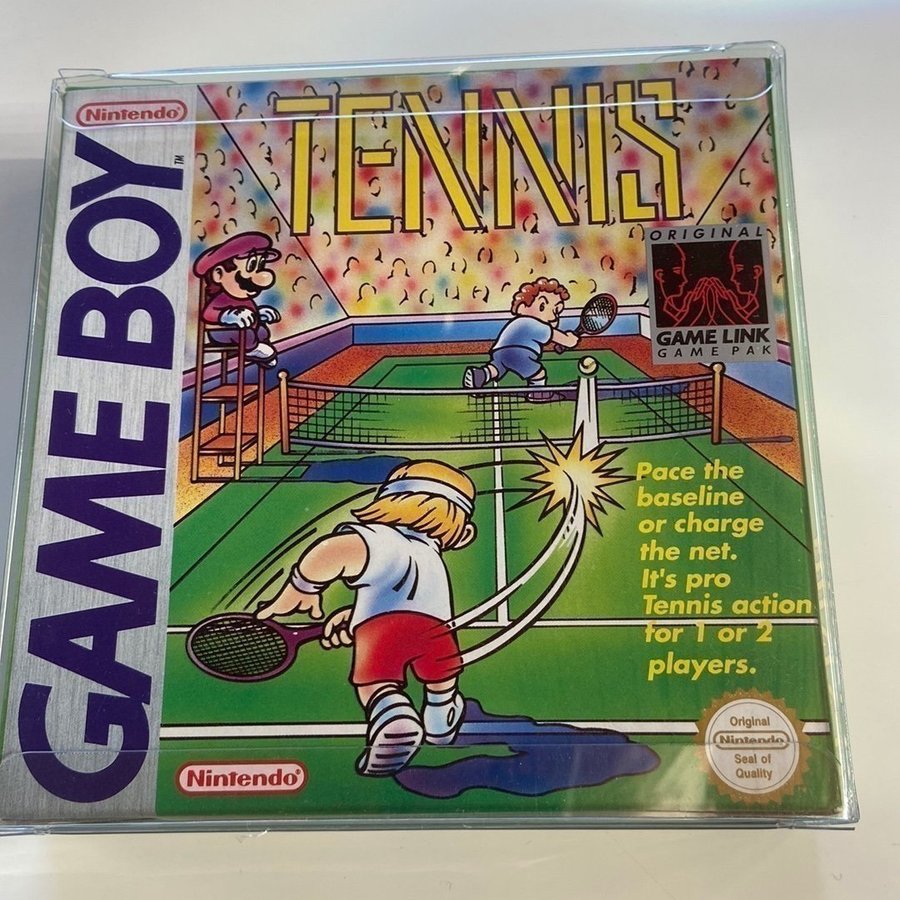 Nintendo®
GAME BOY™
TENNIS
ORIGINAL
GAME LINK
GAME PAK
Pace the
baseline
or charge
the net.
It's pro
Tennis action
for 1 or 2
players.
Original
Nintendo
Seal of
Quality
Nintendo®